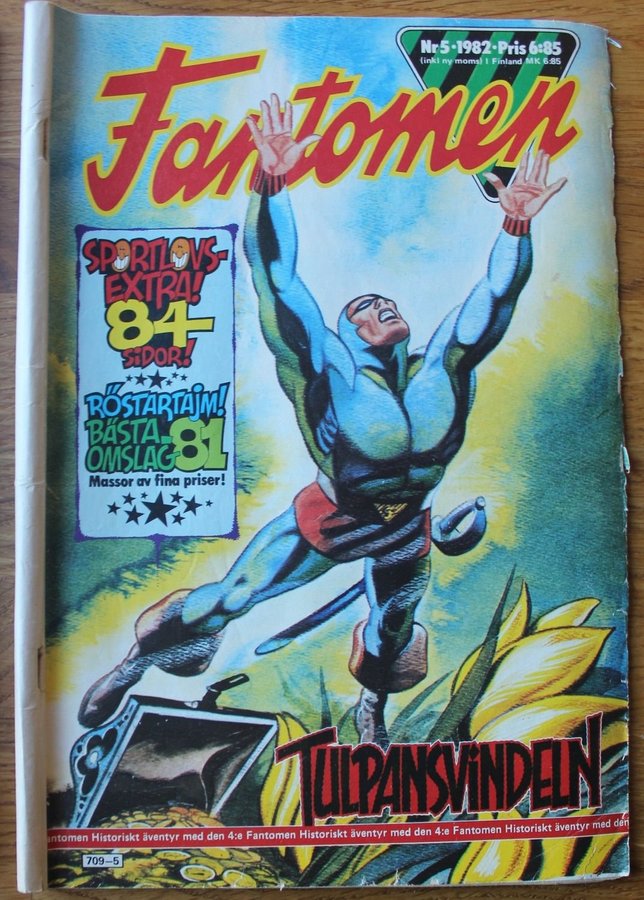 Nr 5 • 1982 • Pris 6:85
(inkl ny moms) I Finland MK 6:85
Fantomen
SPORTLOVS-
EXTRA!
84
SiDOR!
RÖSTARTAJM!
BÄSTA
OMSLAG-81
Massor av fina priser!
TULPANSViNDELN
antomen Historiskt äventyr med den 4:e Fantomen Historiskt äventyr med den 4:e Fantomen Historiskt äventyr med den
709—5